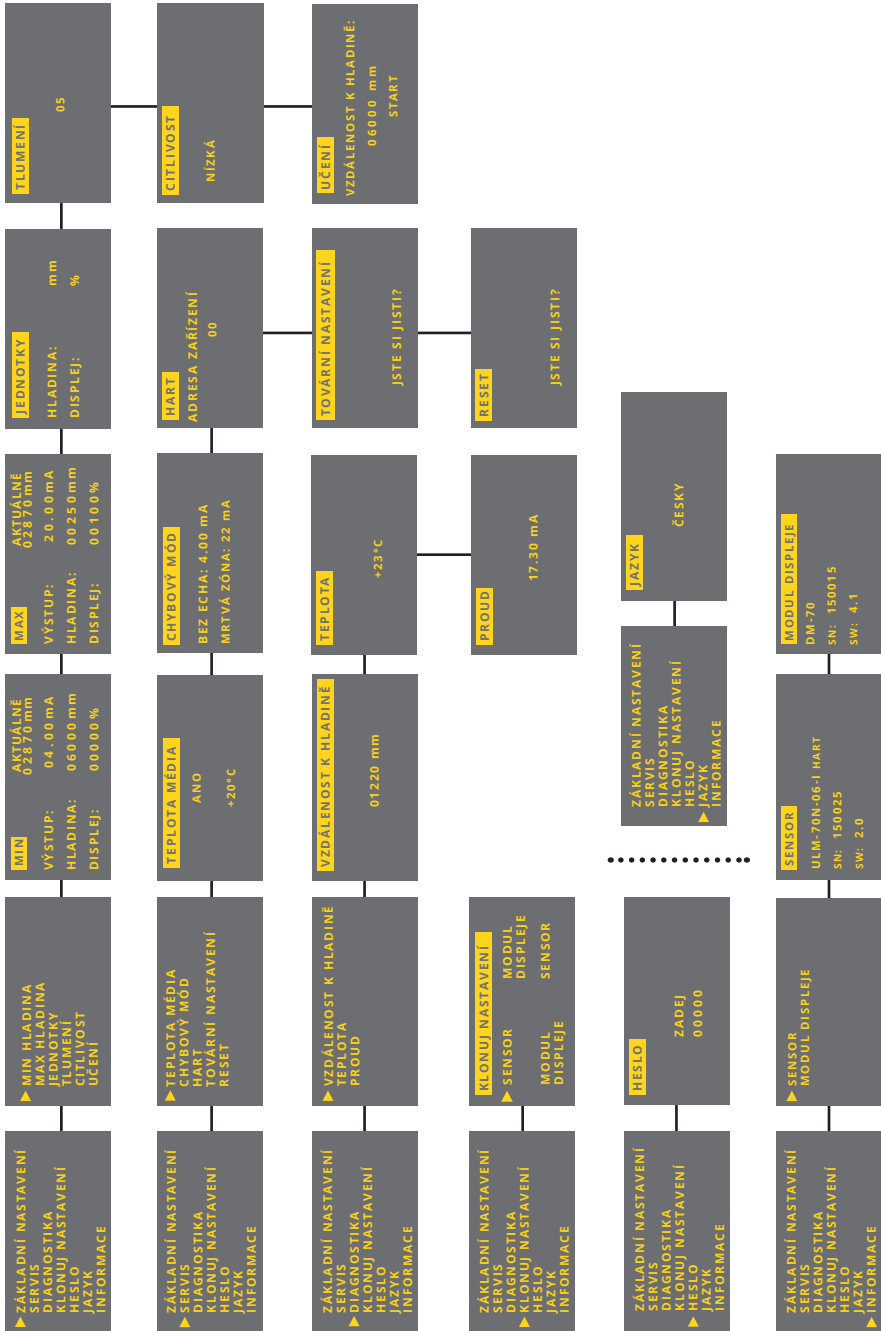 ▶ZÁKLADNÍ NASTAVENÍ
SERVIS
DIAGNOSTIKA
KLONUJ NASTAVENÍ
HESLO
JAZYK
INFORMACE
▶MIN HLADINA
MAX HLADINA
JEDNOTKY
TLUMENÍ
CITLIVOST
UČENÍ
MIN AKTUÁLNĚ
02870mm
VÝSTUP: 04.00mA
HLADINA: 06000mm
DISPLEJ: 00000%
MAX AKTUÁLNĚ
02870mm
VÝSTUP: 20.00mA
HLADINA: 00250mm
DISPLEJ: 00100%
JEDNOTKY
HLADINA: mm
DISPLEJ: %
TLUMENÍ
05
ZÁKLADNÍ NASTAVENÍ
▶SERVIS
DIAGNOSTIKA
KLONUJ NASTAVENÍ
HESLO
JAZYK
INFORMACE
▶TEPLOTA MÉDIA
CHYBOVÝ MÓD
HART
TOVÁRNÍ NASTAVENÍ
RESET
TEPLOTA MÉDIA
ANO
+20°C
CHYBOVÝ MÓD
BEZ ECHA: 4.00 mA
MRTVÁ ZÓNA: 22 mA
HART
ADRESA ZAŘÍZENÍ
00
CITLIVOST
NÍZKÁ
ZÁKLADNÍ NASTAVENÍ
SERVIS
▶DIAGNOSTIKA
KLONUJ NASTAVENÍ
HESLO
JAZYK
INFORMACE
▶VZDÁLENOST K HLADINĚ
TEPLOTA
PROUD
VZDÁLENOST K HLADINĚ
01220 mm
TEPLOTA
+23°C
TOVÁRNÍ NASTAVENÍ
JSTE SI JISTI?
UČENÍ
VZDÁLENOST K HLADINĚ:
06000 mm
START
ZÁKLADNÍ NASTAVENÍ
SERVIS
DIAGNOSTIKA
▶KLONUJ NASTAVENÍ
HESLO
JAZYK
INFORMACE
KLONUJ NASTAVENÍ
▶SENSOR MODUL
DISPLEJE
MODUL SENSOR
DISPLEJE
PROUD
17.30 mA
RESET
JSTE SI JISTI?
ZÁKLADNÍ NASTAVENÍ
SERVIS
DIAGNOSTIKA
KLONUJ NASTAVENÍ
▶HESLO
JAZYK
INFORMACE
HESLO
ZADEJ
00000
ZÁKLADNÍ NASTAVENÍ
SERVIS
DIAGNOSTIKA
KLONUJ NASTAVENÍ
HESLO
▶JAZYK
INFORMACE
JAZYK
ČESKY
ZÁKLADNÍ NASTAVENÍ
SERVIS
DIAGNOSTIKA
KLONUJ NASTAVENÍ
HESLO
JAZYK
▶INFORMACE
▶SENSOR
MODUL DISPLEJE
SENSOR
ULM-70N-06-I HART
SN: 150025
SW: 2.0
MODUL DISPLEJE
DM-70
SN: 150015
SW: 4.1